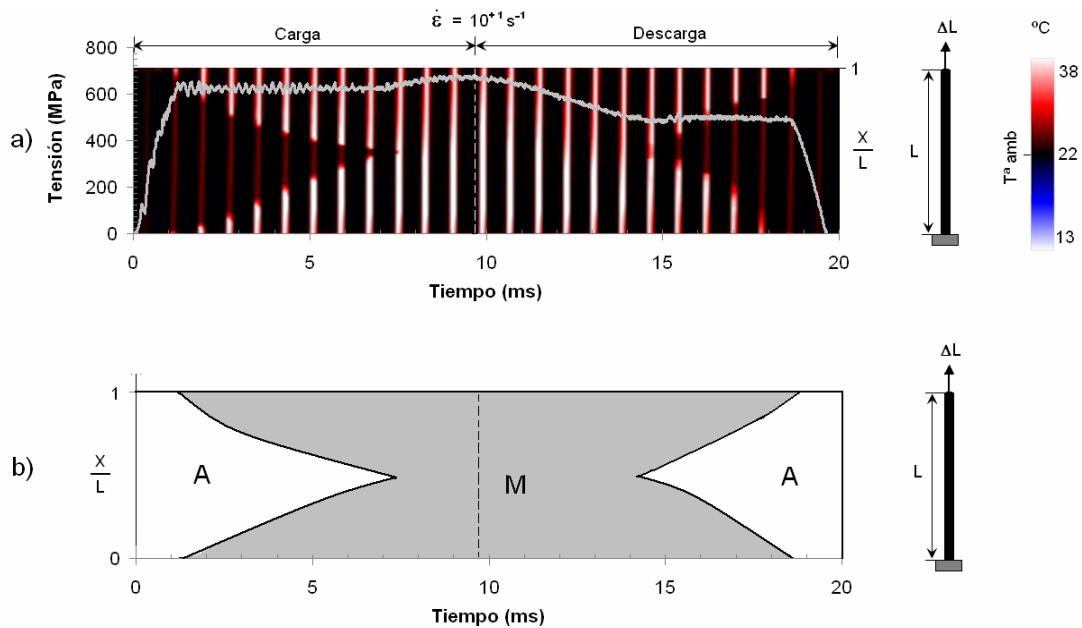 ε̇ = 10⁺¹ s⁻¹
Carga
Descarga
a)
Tensión (MPa)
800
600
400
200
0
0
5
10
15
20
Tiempo (ms)
1
X
L
ΔL
L
ºC
38
22
13
Tª amb
b)
X
L
1
0
A
M
A
0
5
10
15
20
Tiempo (ms)
ΔL
L